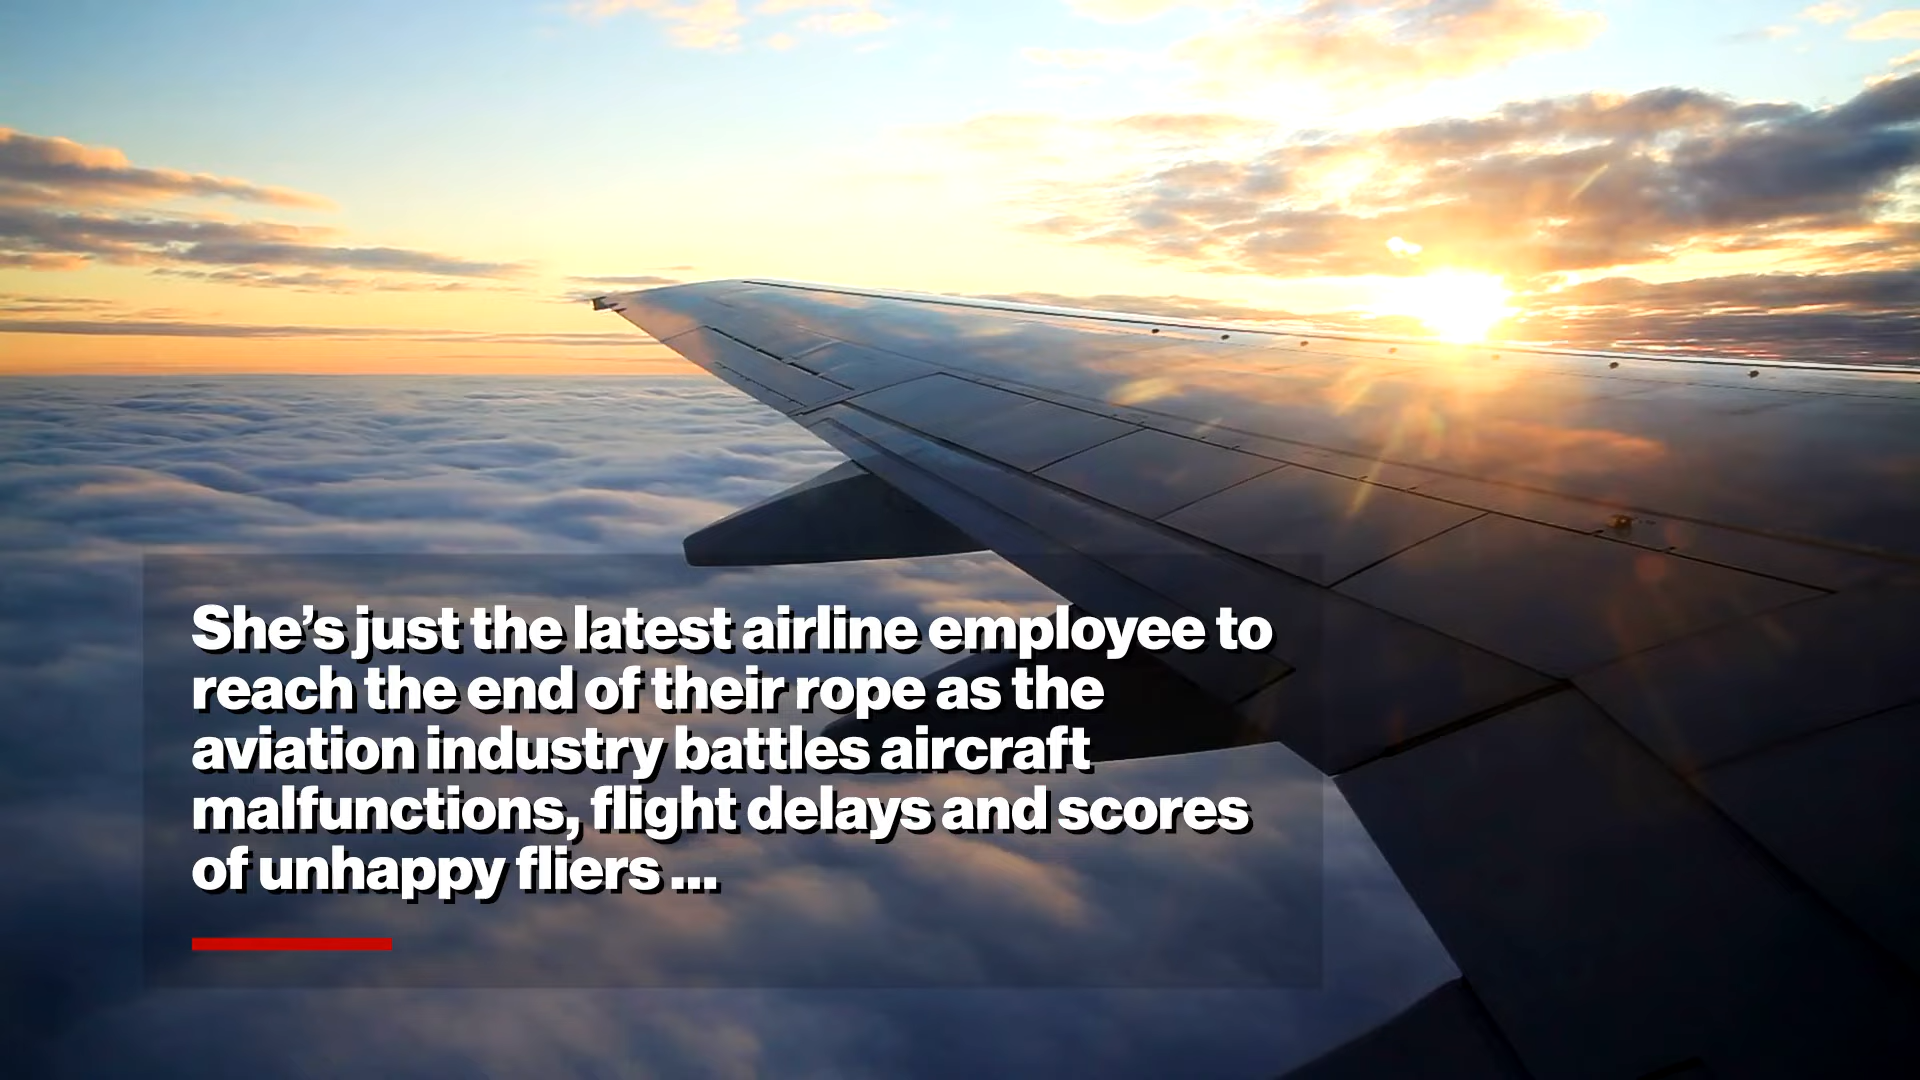 She’s just the latest airline employee to
reach the end of their rope as the
aviation industry battles aircraft
malfunctions, flight delays and scores
of unhappy fliers ...